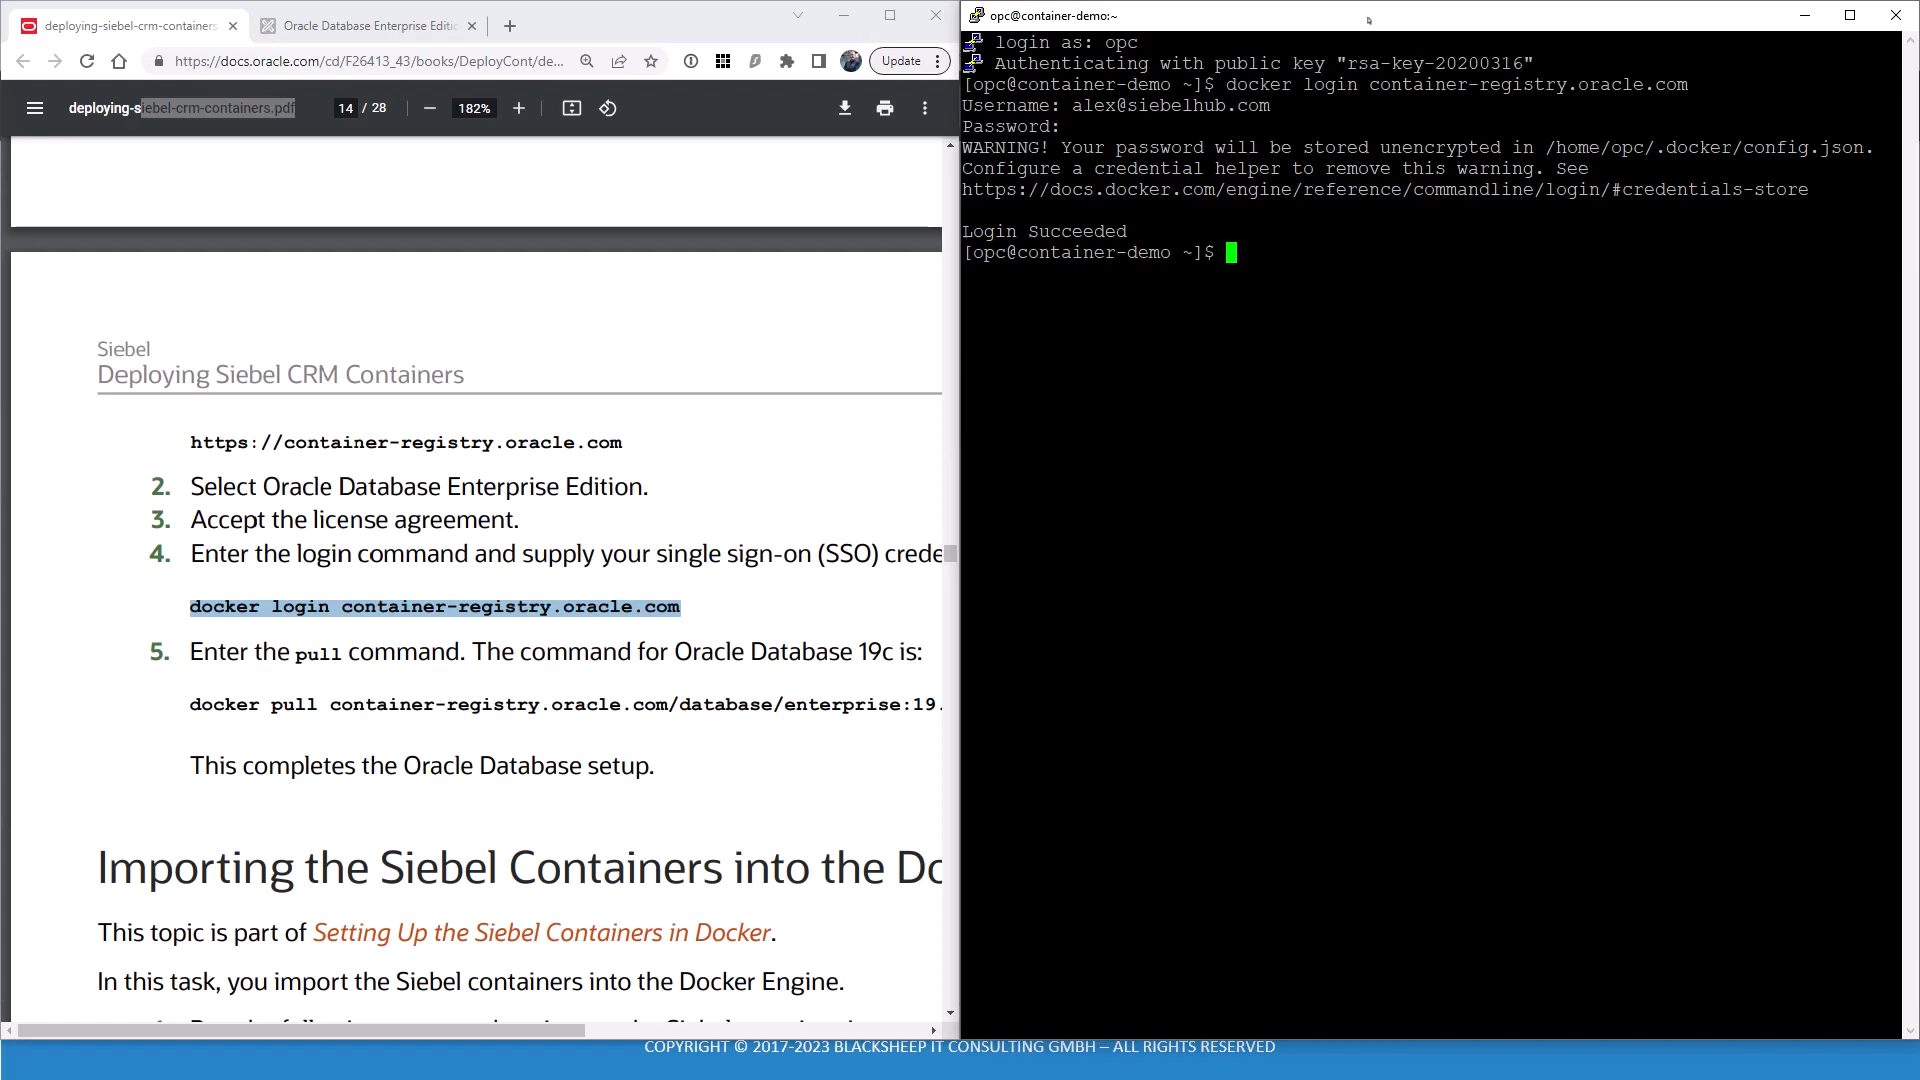 deploying-siebel-crm-containers
Oracle Database Enterprise Editio
https://docs.oracle.com/cd/F26413_43/books/DeployCont/de...
Update
deploying-siebel-crm-containers.pdf
14 / 28
182%
Siebel
Deploying Siebel CRM Containers
https://container-registry.oracle.com
2. Select Oracle Database Enterprise Edition.
3. Accept the license agreement.
4. Enter the login command and supply your single sign-on (SSO) crede
docker login container-registry.oracle.com
5. Enter the pull command. The command for Oracle Database 19c is:
docker pull container-registry.oracle.com/database/enterprise:19.
This completes the Oracle Database setup.
Importing the Siebel Containers into the Do
This topic is part of Setting Up the Siebel Containers in Docker.
In this task, you import the Siebel containers into the Docker Engine.
opc@container-demo:~
login as: opc
Authenticating with public key "rsa-key-20200316"
[opc@container-demo ~]$ docker login container-registry.oracle.com
Username: alex@siebelhub.com
Password:
WARNING! Your password will be stored unencrypted in /home/opc/.docker/config.json.
Configure a credential helper to remove this warning. See
https://docs.docker.com/engine/reference/commandline/login/#credentials-store
Login Succeeded
[opc@container-demo ~]$
COPYRIGHT © 2017-2023 BLACKSHEEP IT CONSULTING GMBH – ALL RIGHTS RESERVED